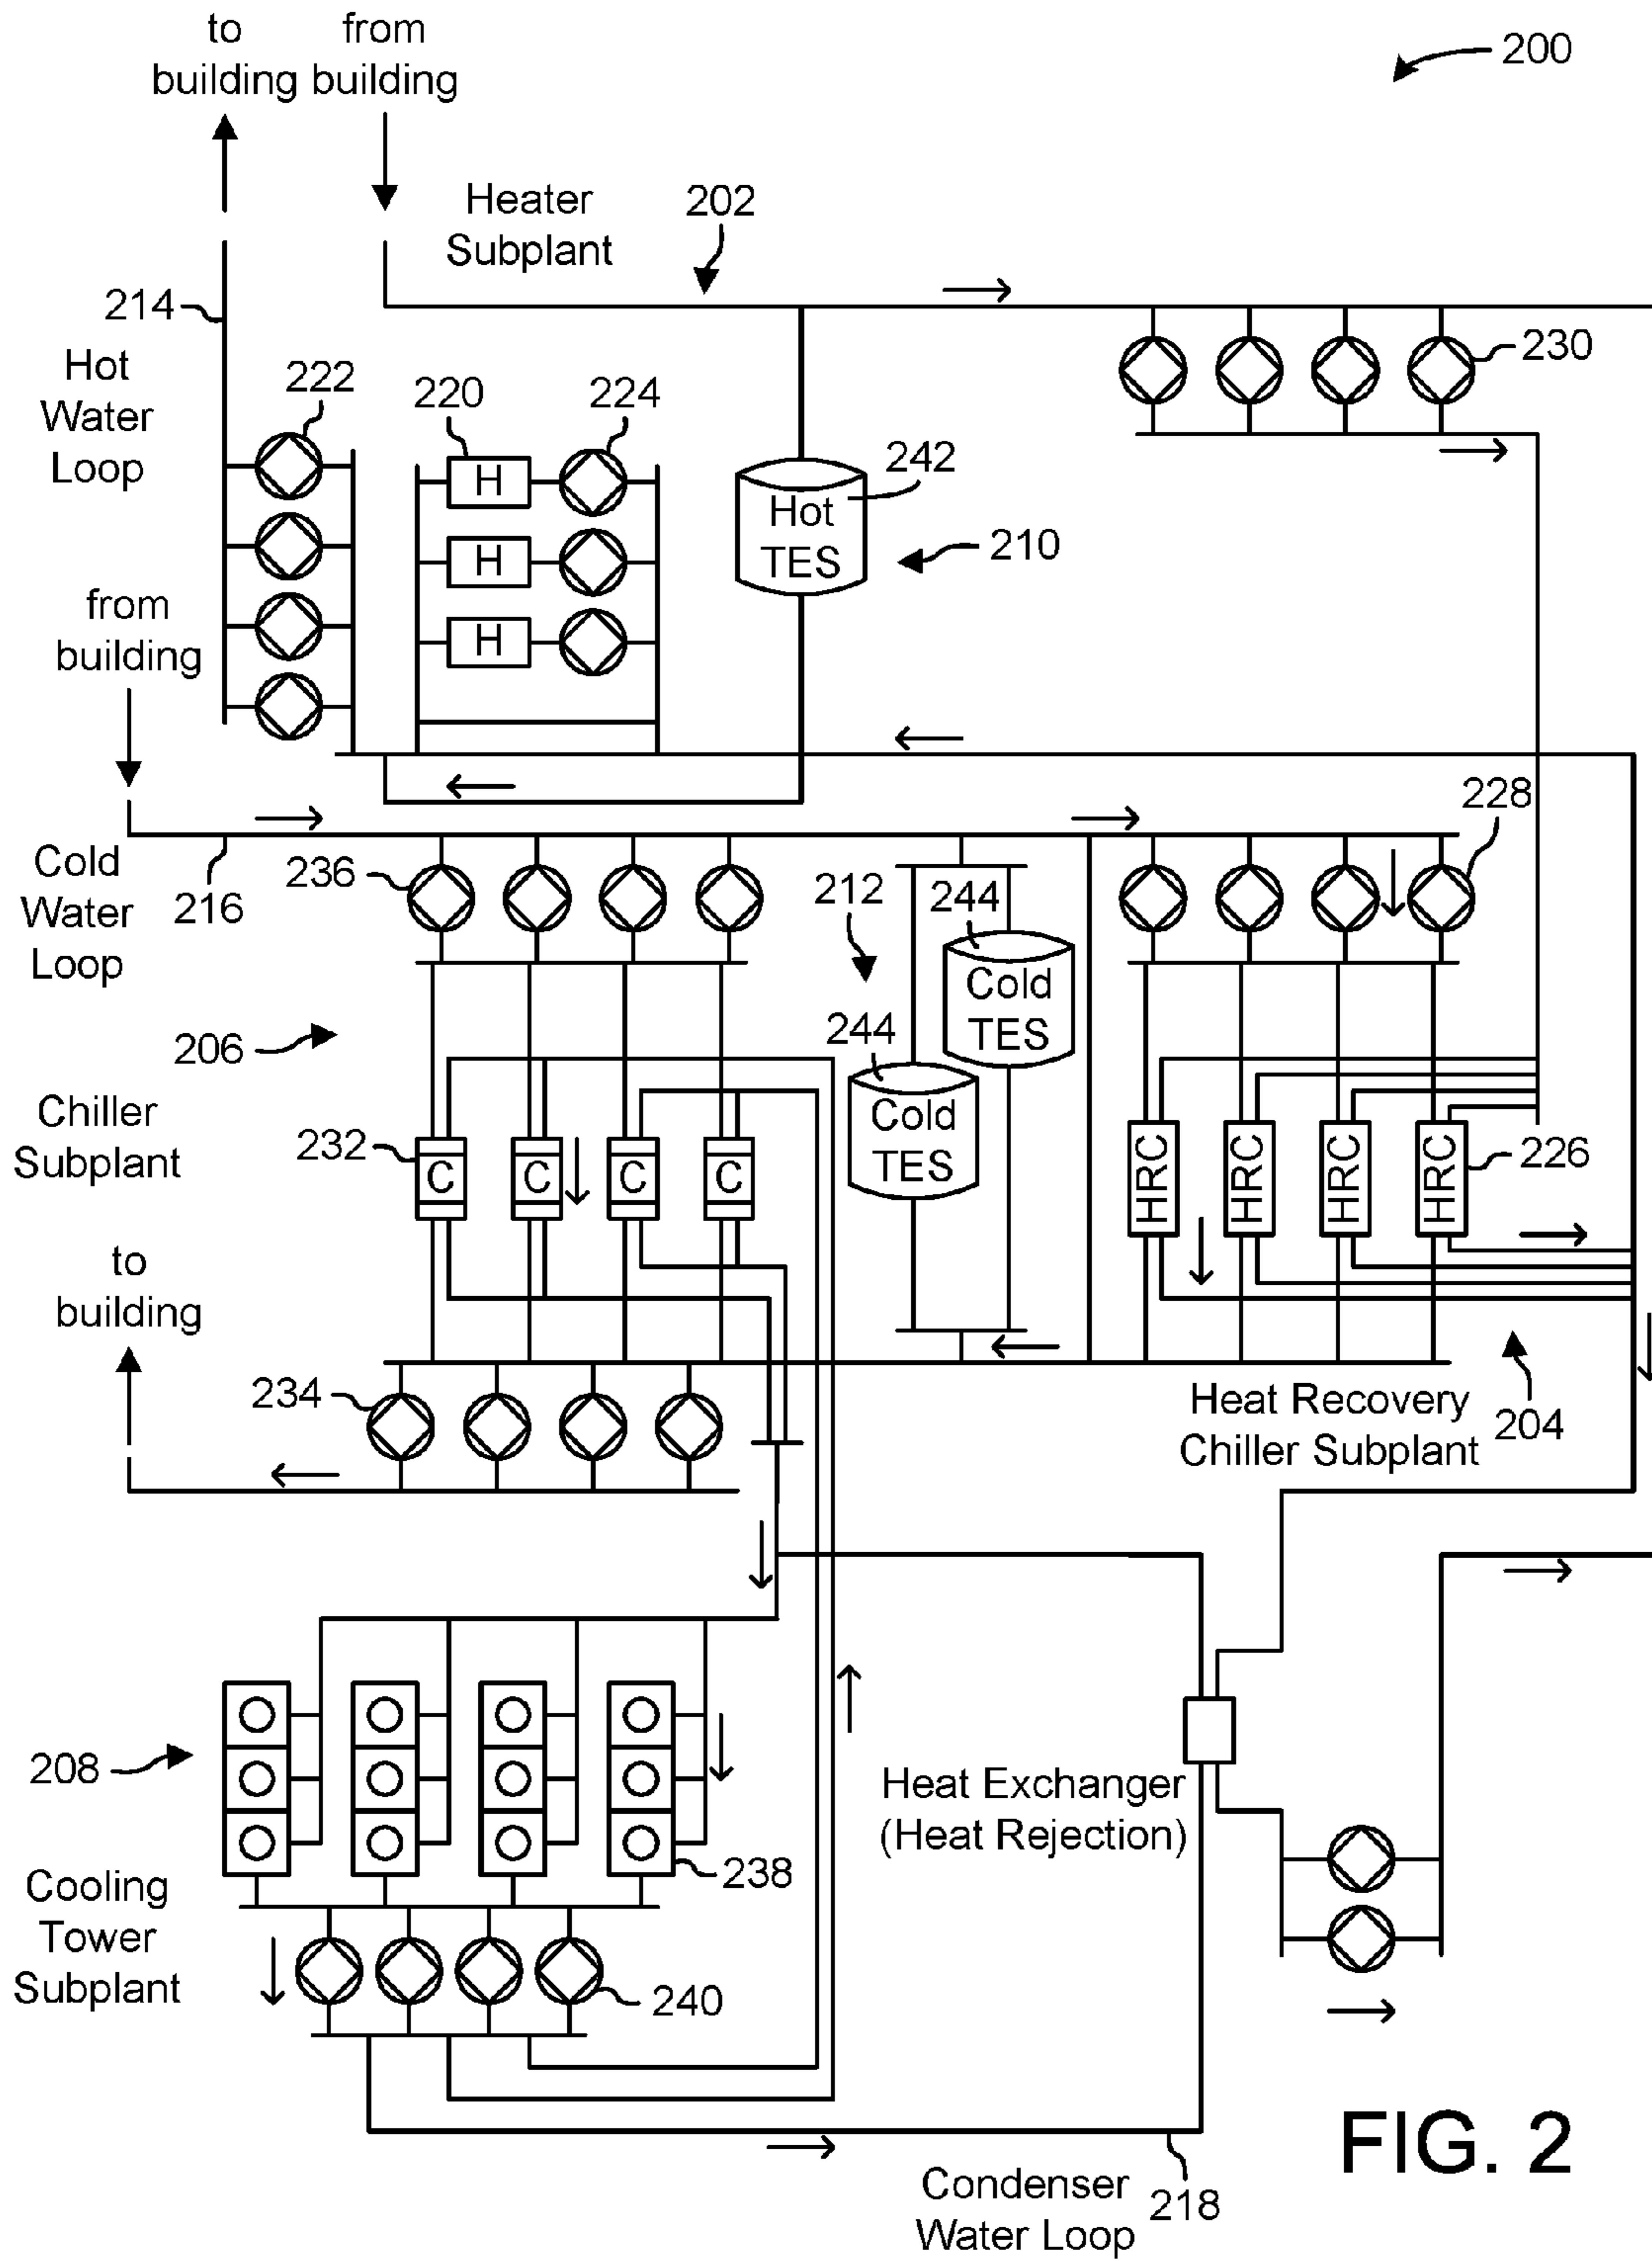 to
building
from
building
200
Heater
Subplant
202
214
Hot
Water
Loop
222
220
224
230
H
H
H
242
Hot
TES
210
from
building
228
Cold
Water
Loop
216
236
212
244
Cold
TES
244
Cold
TES
206
Chiller
Subplant
232
C
C
C
C
HRC
HRC
HRC
HRC
226
to
building
234
Heat Recovery
Chiller Subplant
204
208
Heat Exchanger
(Heat Rejection)
238
Cooling
Tower
Subplant
240
FIG. 2
Condenser
Water Loop
218